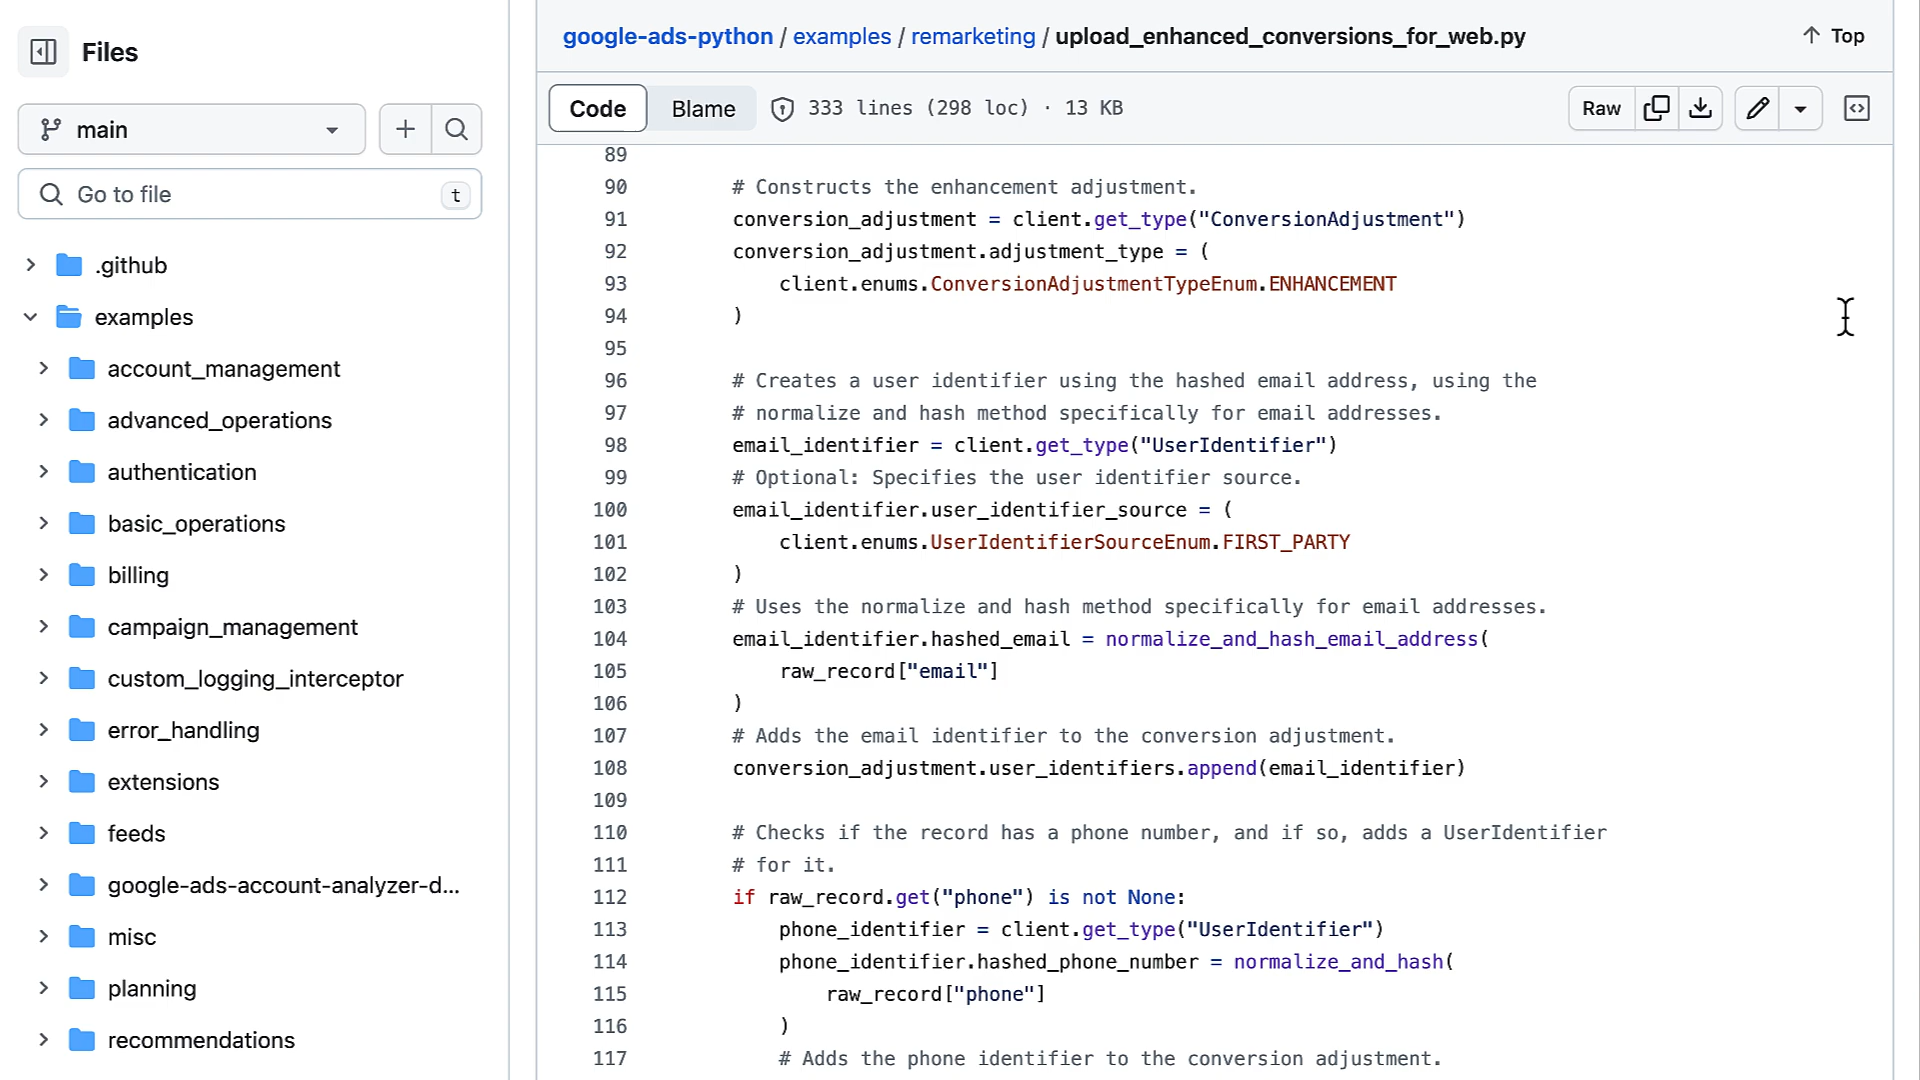 Files
main
Go to file
t
.github
examples
account_management
advanced_operations
authentication
basic_operations
billing
campaign_management
custom_logging_interceptor
error_handling
extensions
feeds
google-ads-account-analyzer-d...
misc
planning
recommendations
google-ads-python / examples / remarketing / upload_enhanced_conversions_for_web.py
Top
Code Blame 333 lines (298 loc) · 13 KB
Raw
89
90 # Constructs the enhancement adjustment.
91 conversion_adjustment = client.get_type("ConversionAdjustment")
92 conversion_adjustment.adjustment_type = (
93 client.enums.ConversionAdjustmentTypeEnum.ENHANCEMENT
94 )
95
96 # Creates a user identifier using the hashed email address, using the
97 # normalize and hash method specifically for email addresses.
98 email_identifier = client.get_type("UserIdentifier")
99 # Optional: Specifies the user identifier source.
100 email_identifier.user_identifier_source = (
101 client.enums.UserIdentifierSourceEnum.FIRST_PARTY
102 )
103 # Uses the normalize and hash method specifically for email addresses.
104 email_identifier.hashed_email = normalize_and_hash_email_address(
105 raw_record["email"]
106 )
107 # Adds the email identifier to the conversion adjustment.
108 conversion_adjustment.user_identifiers.append(email_identifier)
109
110 # Checks if the record has a phone number, and if so, adds a UserIdentifier
111 # for it.
112 if raw_record.get("phone") is not None:
113 phone_identifier = client.get_type("UserIdentifier")
114 phone_identifier.hashed_phone_number = normalize_and_hash(
115 raw_record["phone"]
116 )
117 # Adds the phone identifier to the conversion adjustment.